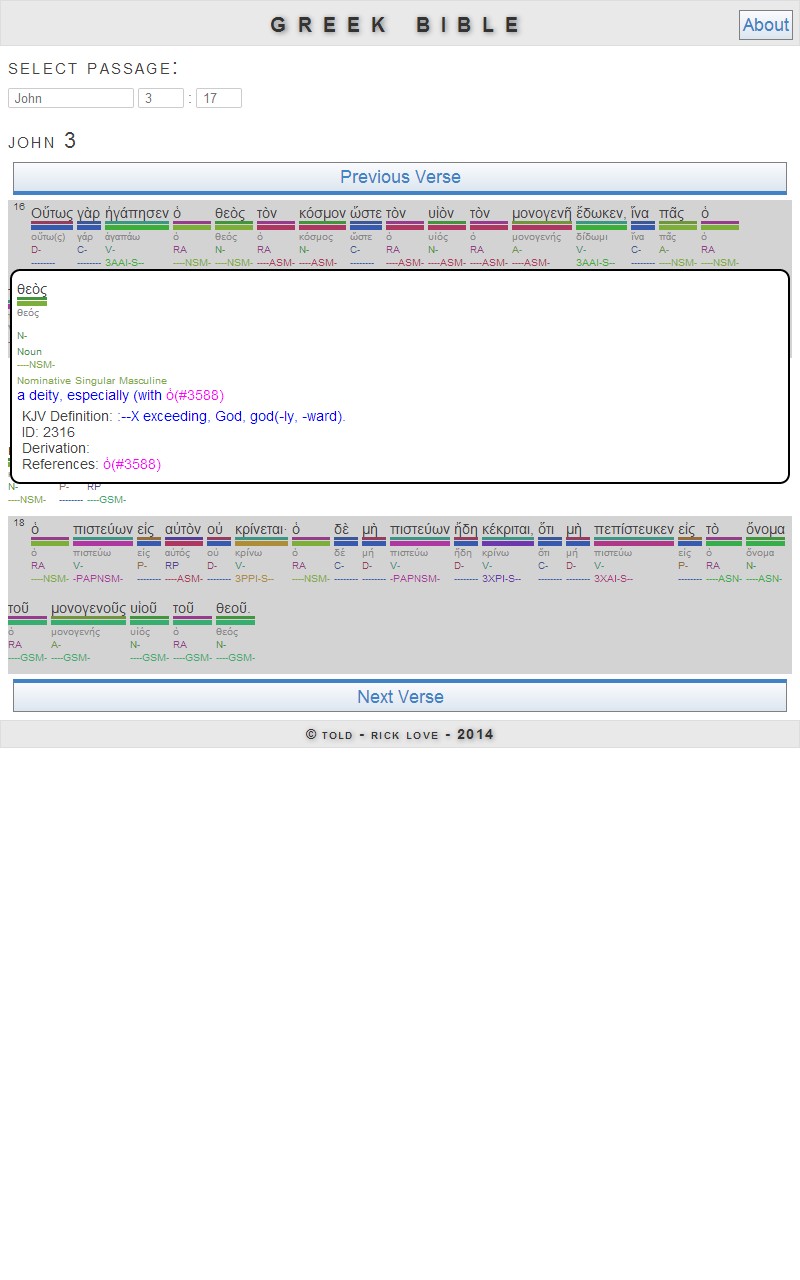 GREEK BIBLE
About
SELECT PASSAGE:
John 3 : 17
JOHN 3
Previous Verse
16 Οὕτως γὰρ ἠγάπησεν ὁ θεὸς τὸν κόσμον ὥστε τὸν υἱὸν τὸν μονογενῆ ἔδωκεν, ἵνα πᾶς ὁ
οὕτω(ς) γάρ ἀγαπάω ὁ θεός ὁ κόσμος ὥστε ὁ υἱός ὁ μονογενής δίδωμι ἵνα πᾶς ὁ
D- C- V- RA N- RA N- C- RA N- RA A- V- C- A- RA
-------- -------- 3AAI-S-- ----NSM- ----NSM- ----ASM- ----ASM- -------- ----ASM- ----ASM- ----ASM- ----ASM- 3AAI-S-- -------- ----NSM- ----NSM-
θεὸς
θεός
N-
Noun
----NSM-
Nominative Singular Masculine
a deity, especially (with ὁ(#3588)
KJV Definition: :--X exceeding, God, god(-ly, -ward).
ID: 2316
Derivation:
References: ὁ(#3588)
N- P- RP
----NSM- -------- ----GSM-
18 ὁ πιστεύων εἰς αὐτὸν οὐ κρίνεται· ὁ δὲ μὴ πιστεύων ἤδη κέκριται, ὅτι μὴ πεπίστευκεν εἰς τὸ ὄνομα
ὁ πιστεύω εἰς αὐτός οὐ κρίνω ὁ δέ μή πιστεύω ἤδη κρίνω ὅτι μή πιστεύω εἰς ὁ ὄνομα
RA V- P- RP D- V- RA C- D- V- D- V- C- D- V- P- RA N-
----NSM- -PAPNSM- -------- ----ASM- -------- 3PPI-S-- ----NSM- -------- -------- -PAPNSM- -------- 3XPI-S-- -------- -------- 3XAI-S-- -------- ----ASN- ----ASN-
τοῦ μονογενοῦς υἱοῦ τοῦ θεοῦ.
ὁ μονογενής υἱός ὁ θεός
RA A- N- RA N-
----GSM- ----GSM- ----GSM- ----GSM- ----GSM-
Next Verse
© TOLD - RICK LOVE - 2014